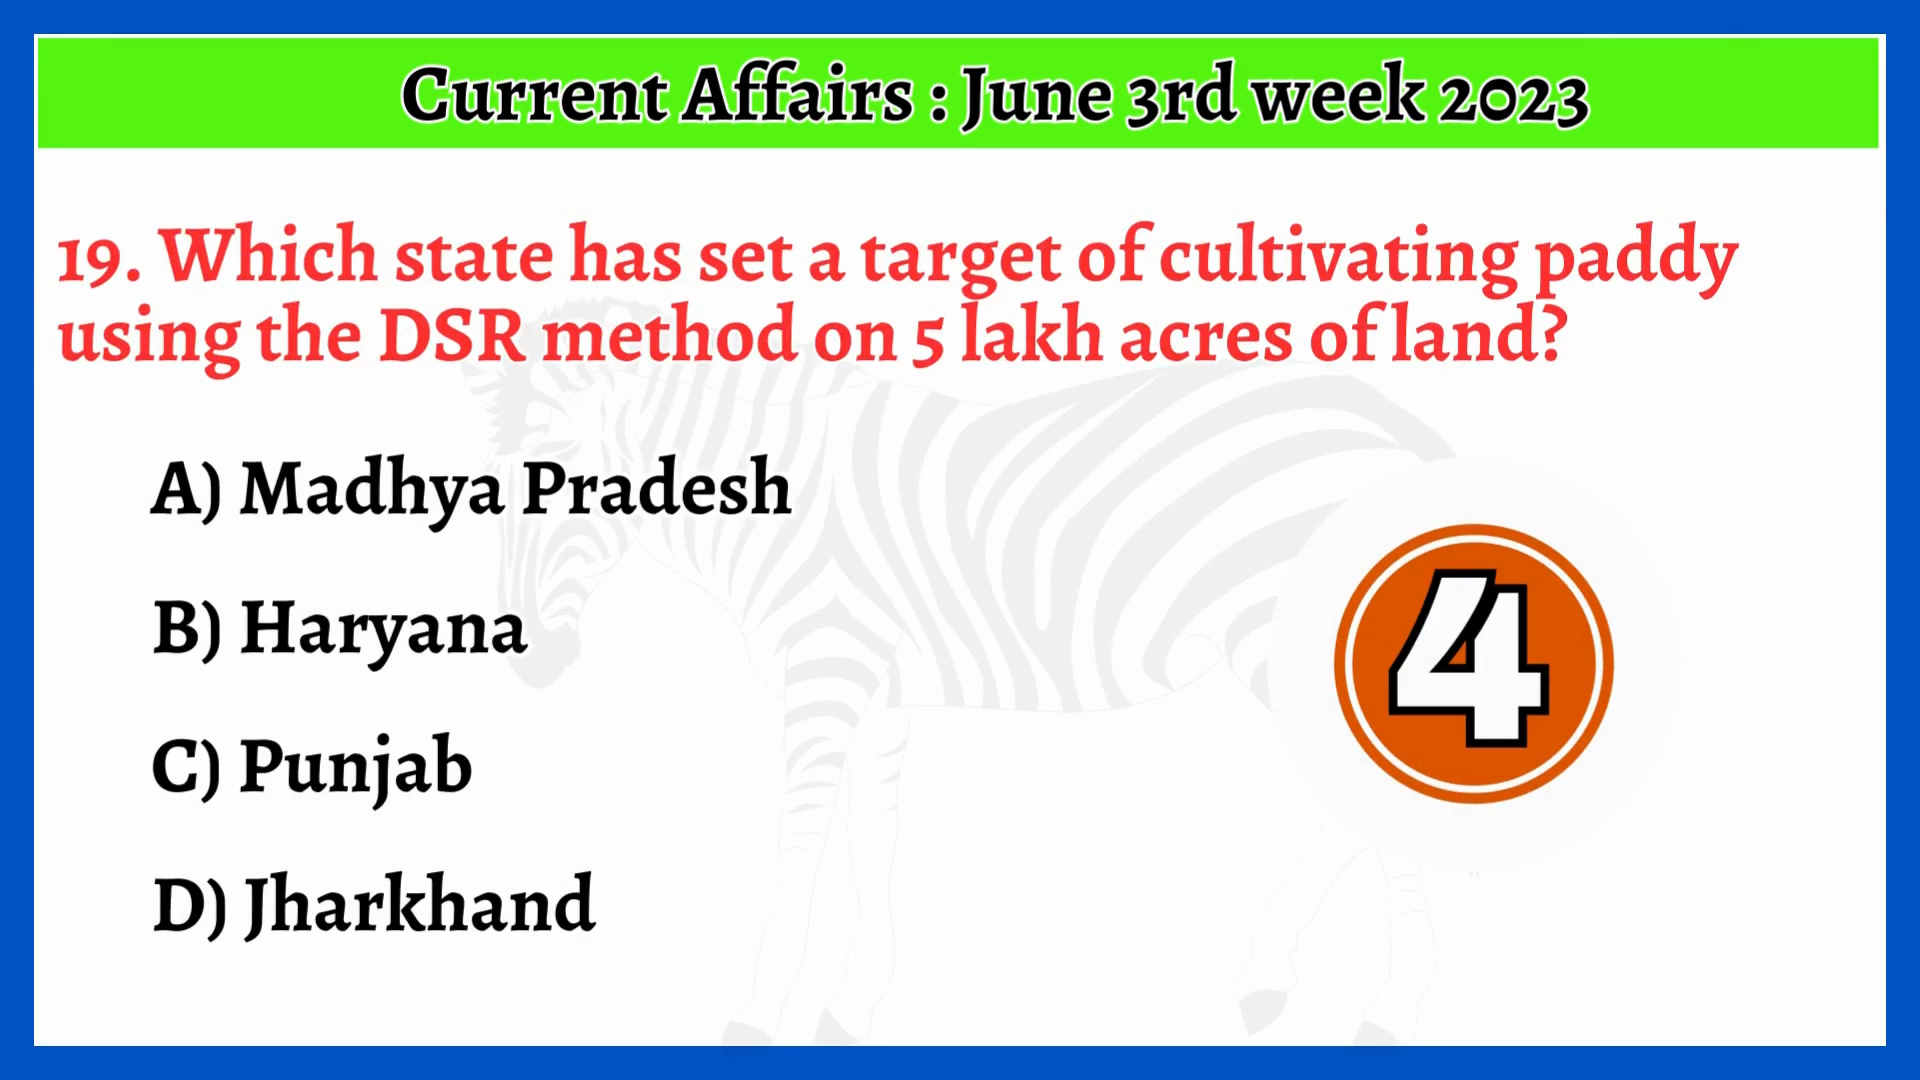 Current Affairs : June 3rd week 2023
19. Which state has set a target of cultivating paddy
using the DSR method on 5 lakh acres of land?
A) Madhya Pradesh
B) Haryana
4
C) Punjab
D) Jharkhand